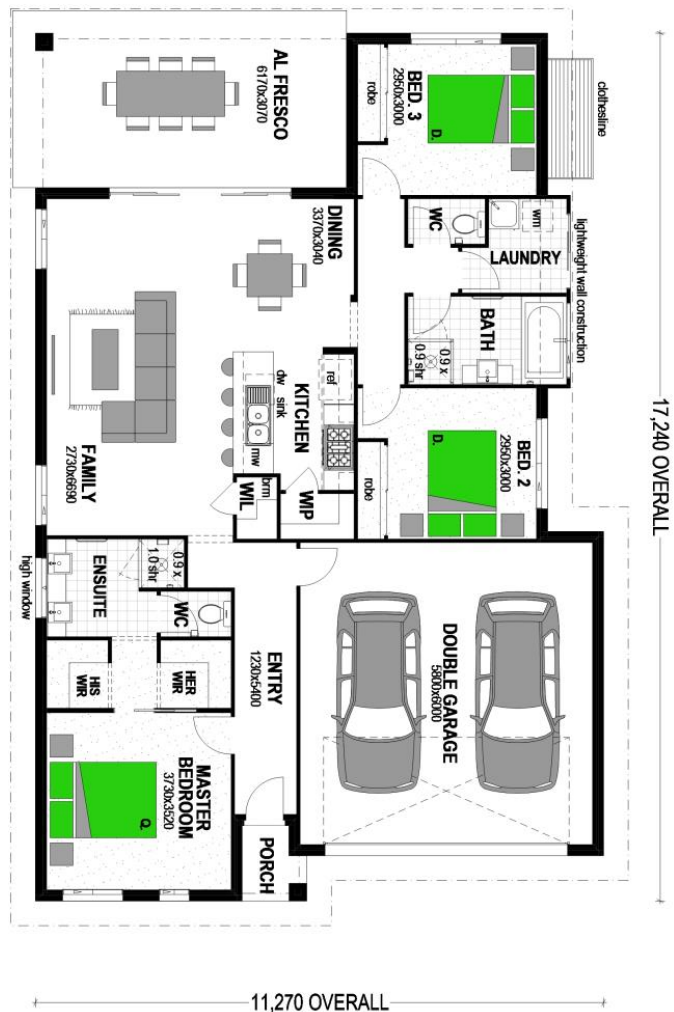 AL FRESCO
6170x3070
robe
BED. 3
2950x3000
D.
clothesline
DINING
3370x3040
WC
wm
LAUNDRY
lightweight wall construction
BATH
0.9 x
0.9 shr
ref
KITCHEN
dw
sink
mw
FAMILY
2730x6690
WIL
brm
WIP
robe
D.
BED. 2
2950x3000
17,240 OVERALL
high window
ENSUITE
0.9 x
1.0 shr
WC
HIS
WIR
HER
WIR
ENTRY
1230x5400
DOUBLE GARAGE
5800x6000
MASTER
BEDROOM
3730x3520
Q.
PORCH
11,270 OVERALL